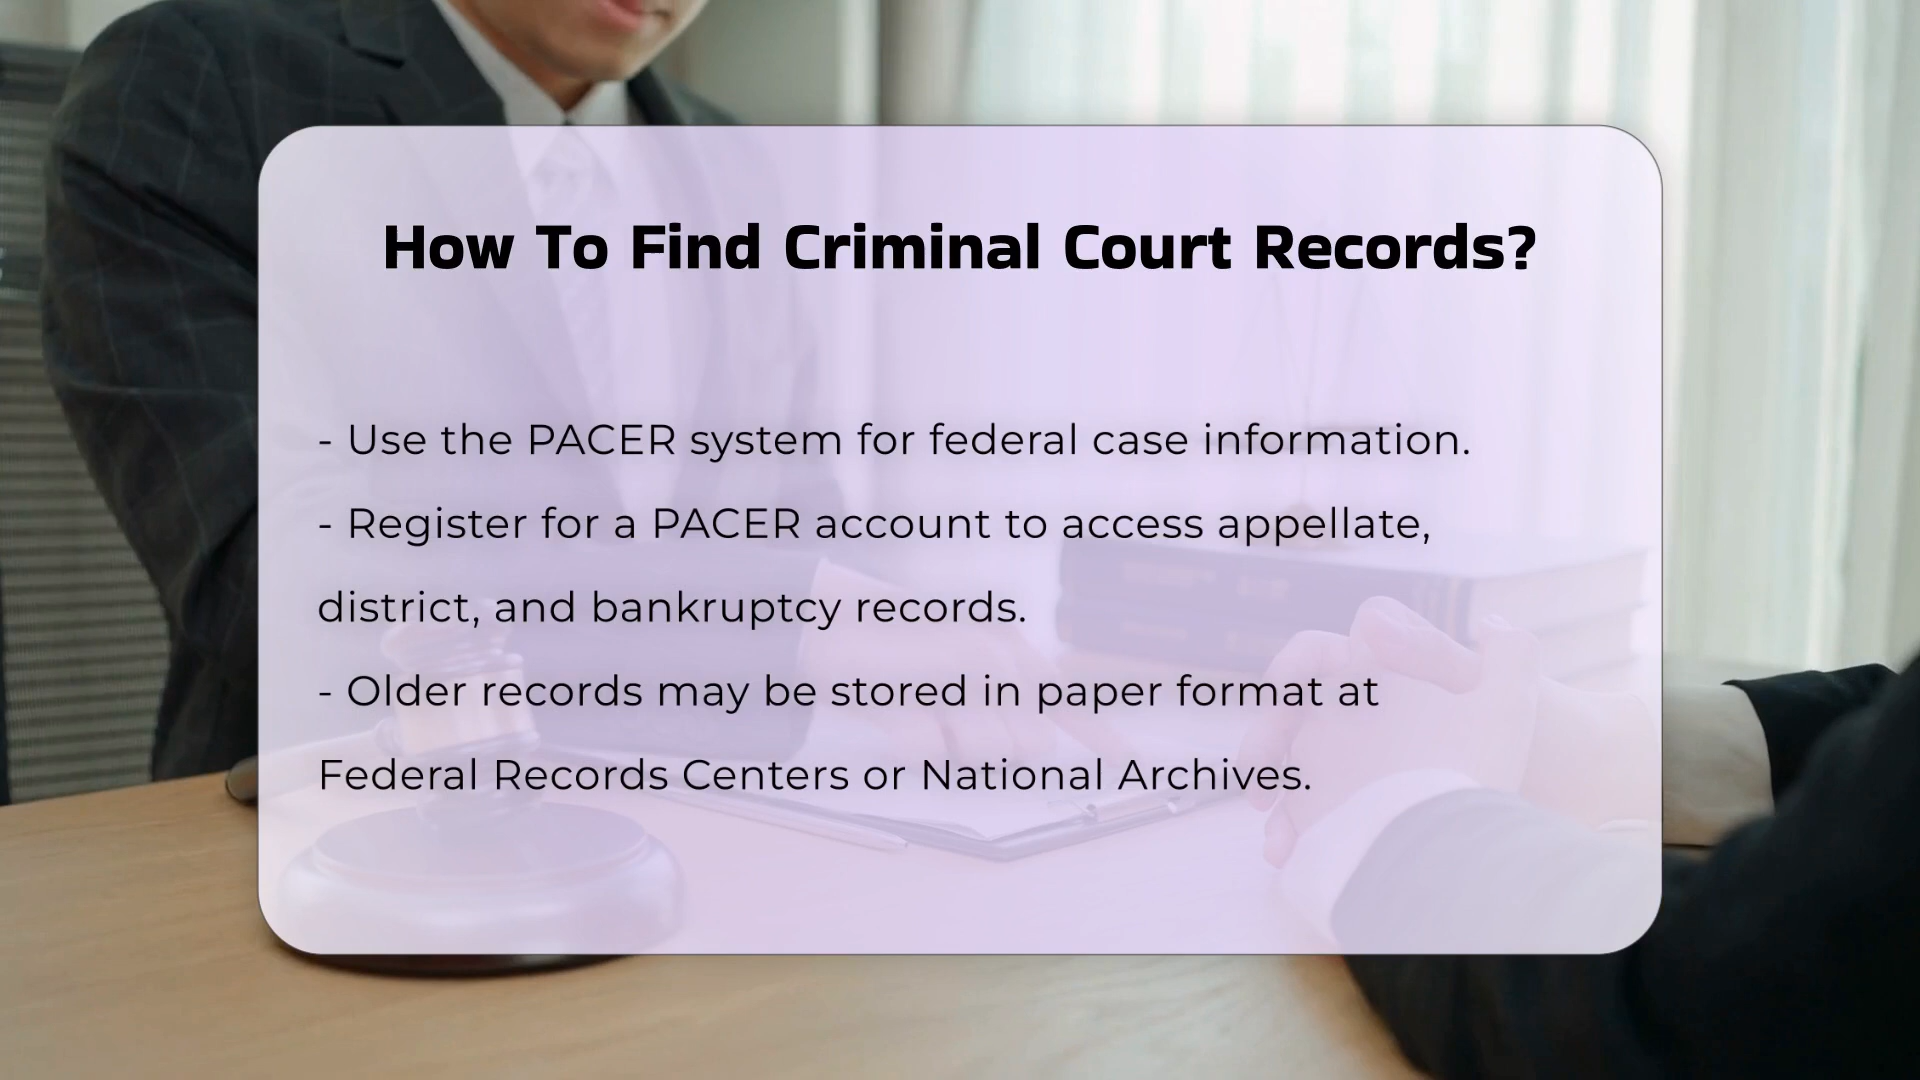 How To Find Criminal Court Records?
- Use the PACER system for federal case information.
- Register for a PACER account to access appellate,
district, and bankruptcy records.
- Older records may be stored in paper format at
Federal Records Centers or National Archives.